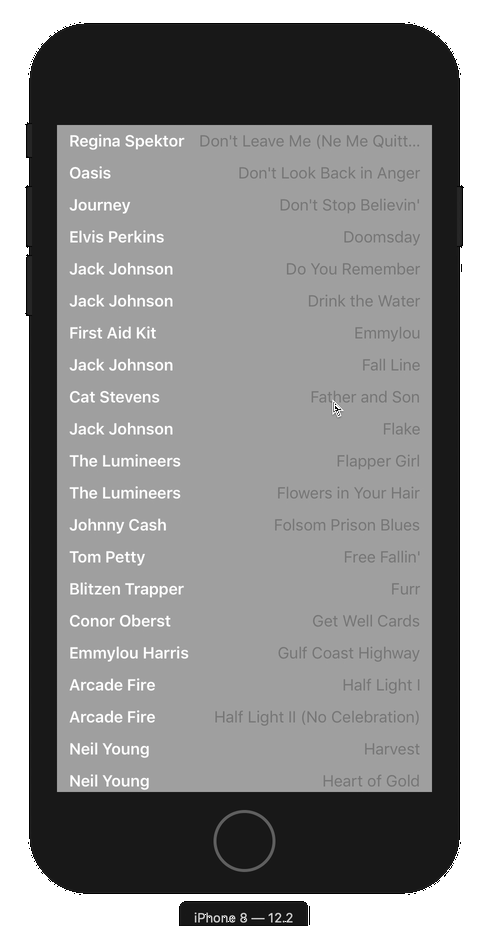 Regina Spektor Don't Leave Me (Ne Me Quitt...
Oasis Don't Look Back in Anger
Journey Don't Stop Believin'
Elvis Perkins Doomsday
Jack Johnson Do You Remember
Jack Johnson Drink the Water
First Aid Kit Emmylou
Jack Johnson Fall Line
Cat Stevens Father and Son
Jack Johnson Flake
The Lumineers Flapper Girl
The Lumineers Flowers in Your Hair
Johnny Cash Folsom Prison Blues
Tom Petty Free Fallin'
Blitzen Trapper Furr
Conor Oberst Get Well Cards
Emmylou Harris Gulf Coast Highway
Arcade Fire Half Light I
Arcade Fire Half Light II (No Celebration)
Neil Young Harvest
Neil Young Heart of Gold
iPhone 8 — 12.2